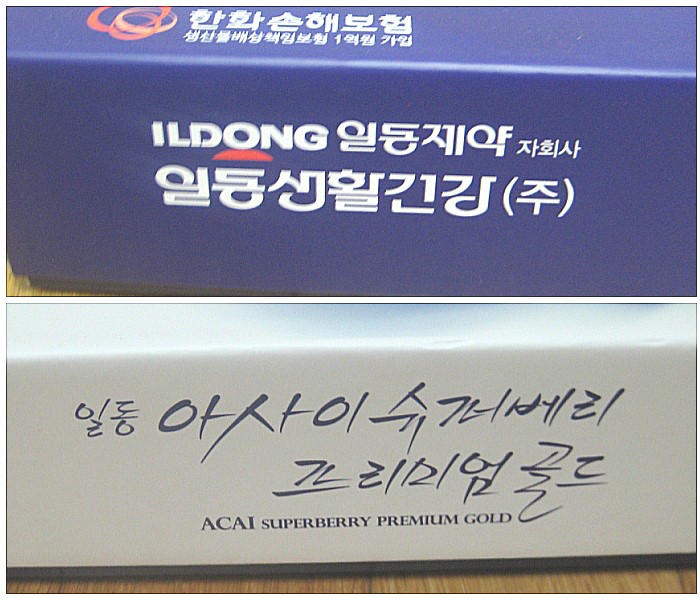 한화손해보험
생산물배상책임보험 1억원 가입
ILDONG 일동제약 자회사
일동생활건강(주)
일동 아사이슈퍼베리
프리미엄 골드
ACAI SUPERBERRY PREMIUM GOLD